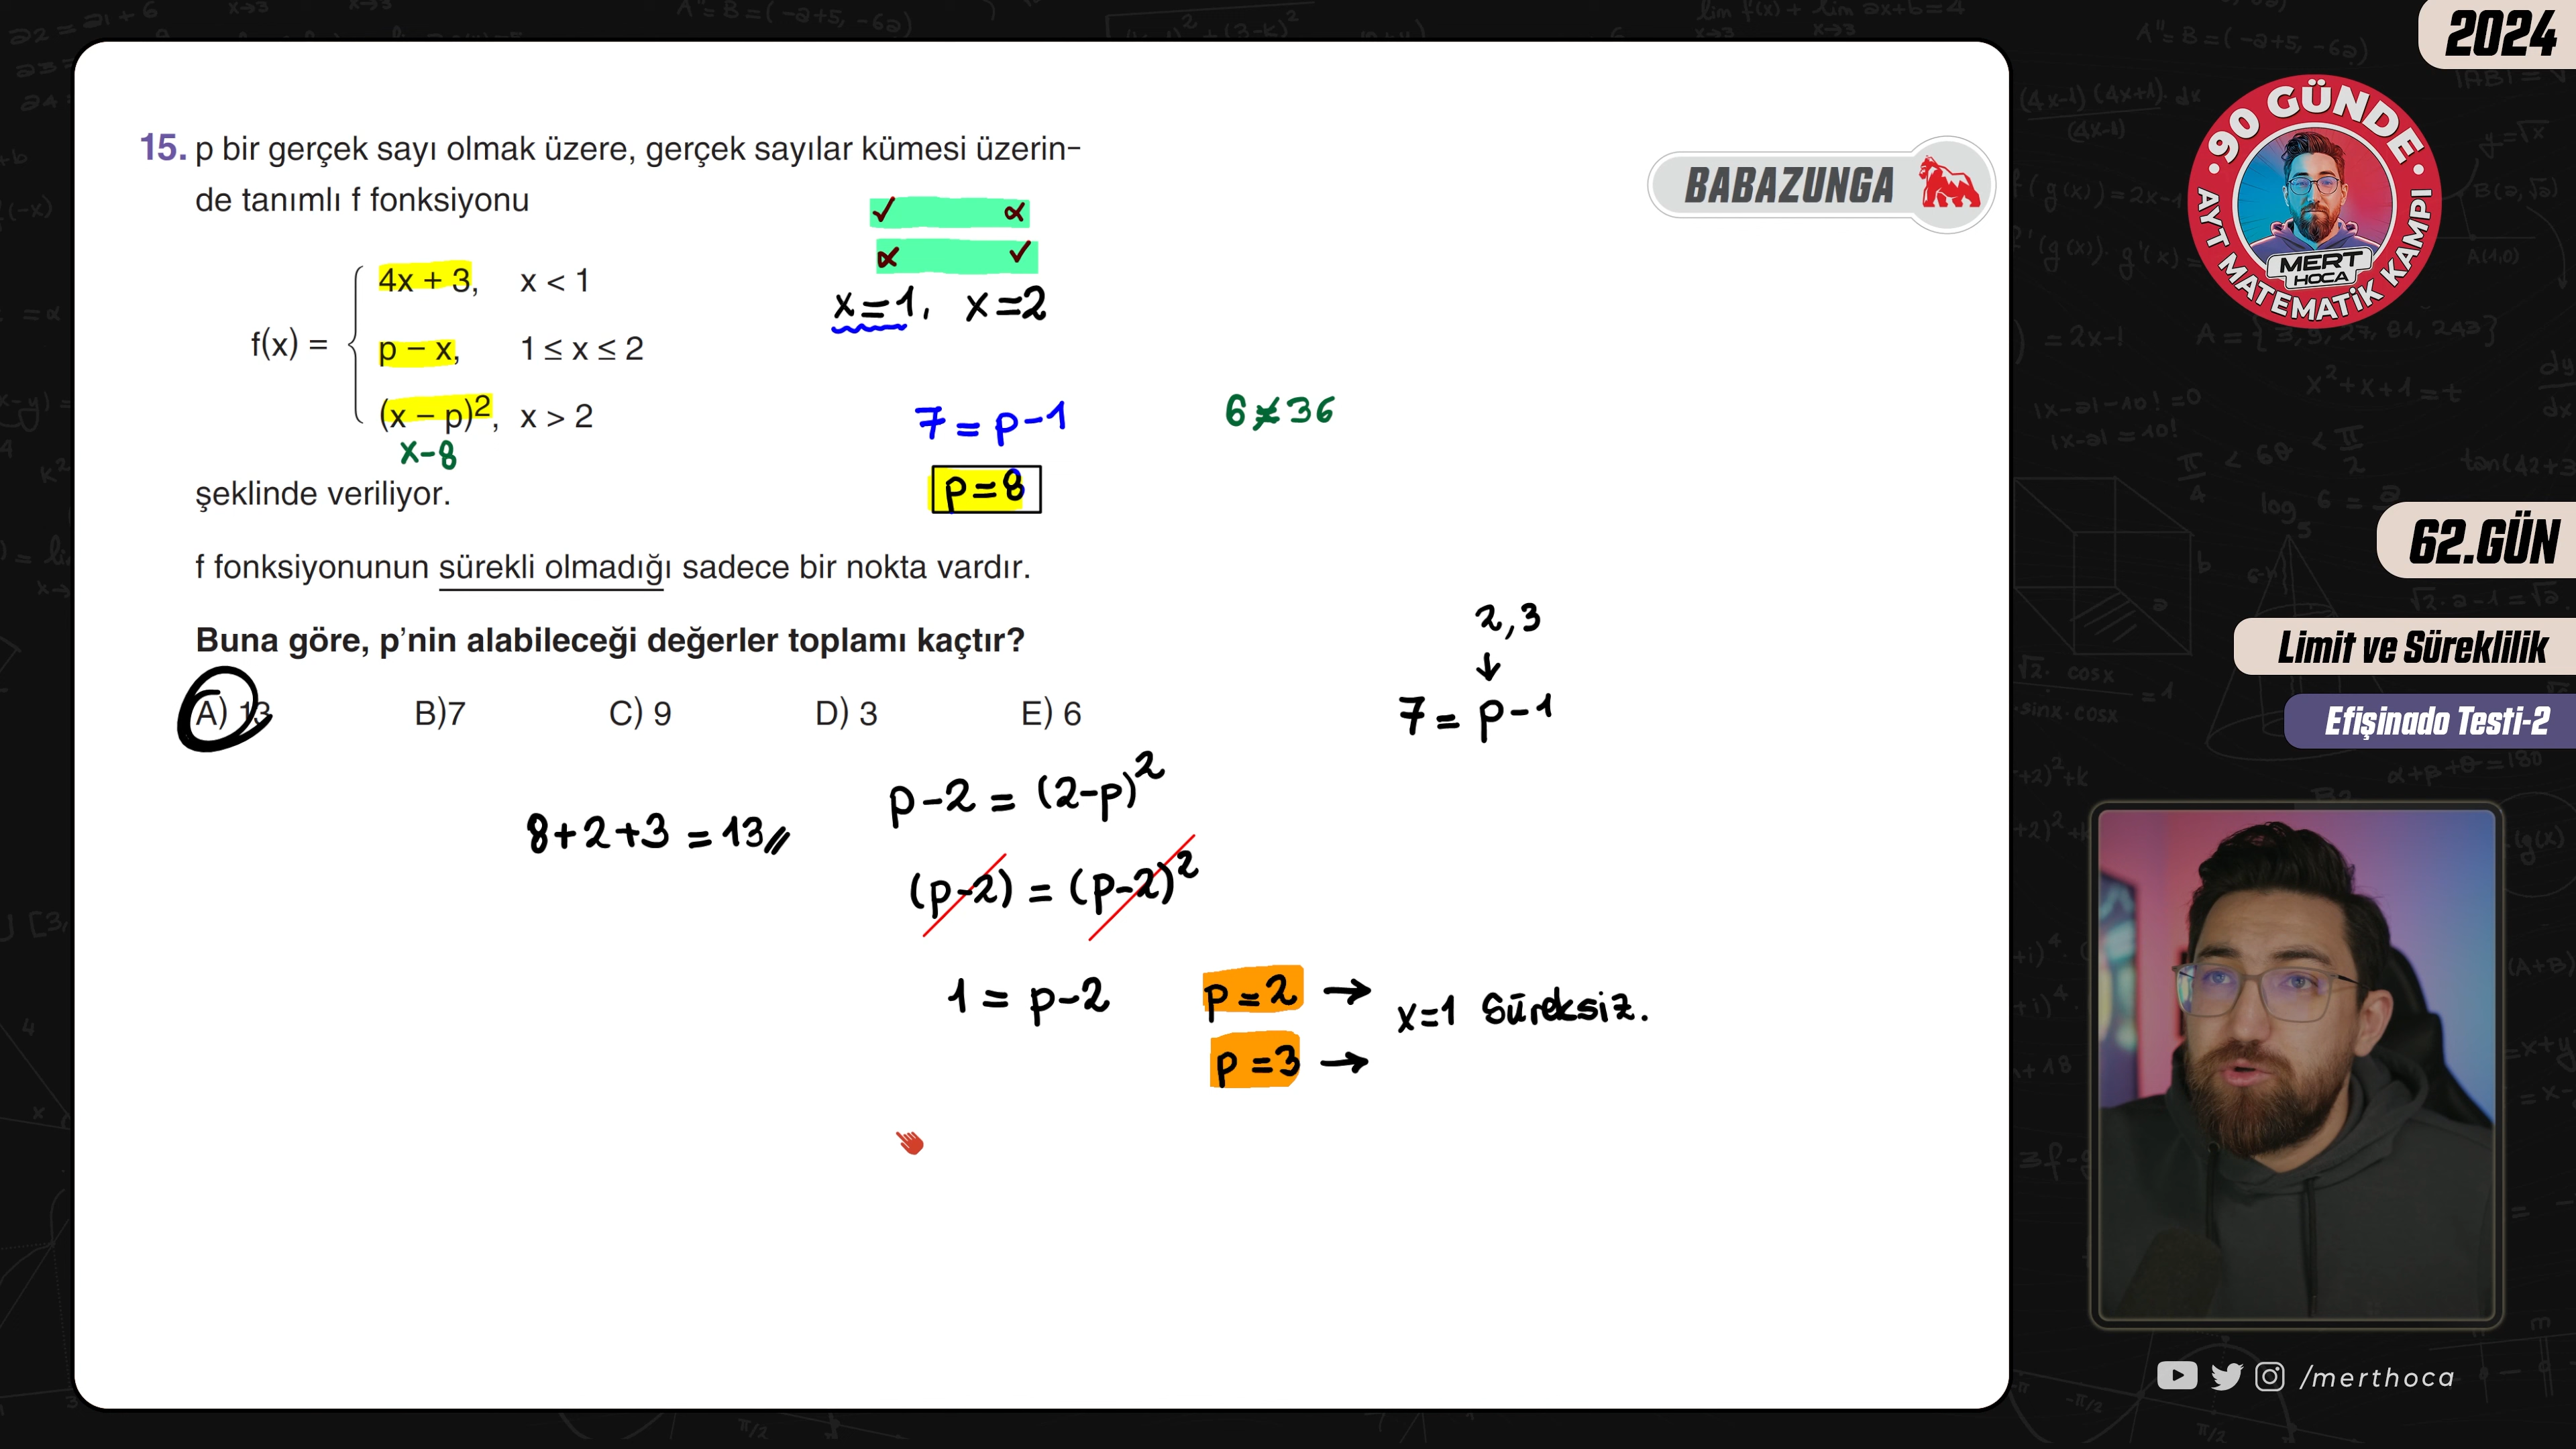 2024
90 GÜNDE
AYT MATEMATİK KAMPI
MERT
HOCA
BABAZUNGA
15. p bir gerçek sayı olmak üzere, gerçek sayılar kümesi üzerin-
de tanımlı f fonksiyonu
✓ ∝
∝ ✓
x=1, x=2
4x + 3, x < 1
f(x) = p − x, 1 ≤ x ≤ 2
(x − p)², x > 2
x-8
7 = p-1
6≠36
p=8
şeklinde veriliyor.
f fonksiyonunun sürekli olmadığı sadece bir nokta vardır.
Buna göre, p’nin alabileceği değerler toplamı kaçtır?
A) 13 B)7 C) 9 D) 3 E) 6
2,3
↓
7 = p-1
p-2 = (2-p)²
8+2+3 = 13
(p-2) = (p-2)²
1 = p-2
p=2 → x=1 Süreksiz.
p=3 →
62.GÜN
Limit ve Süreklilik
Efişinado Testi-2
/merthoca